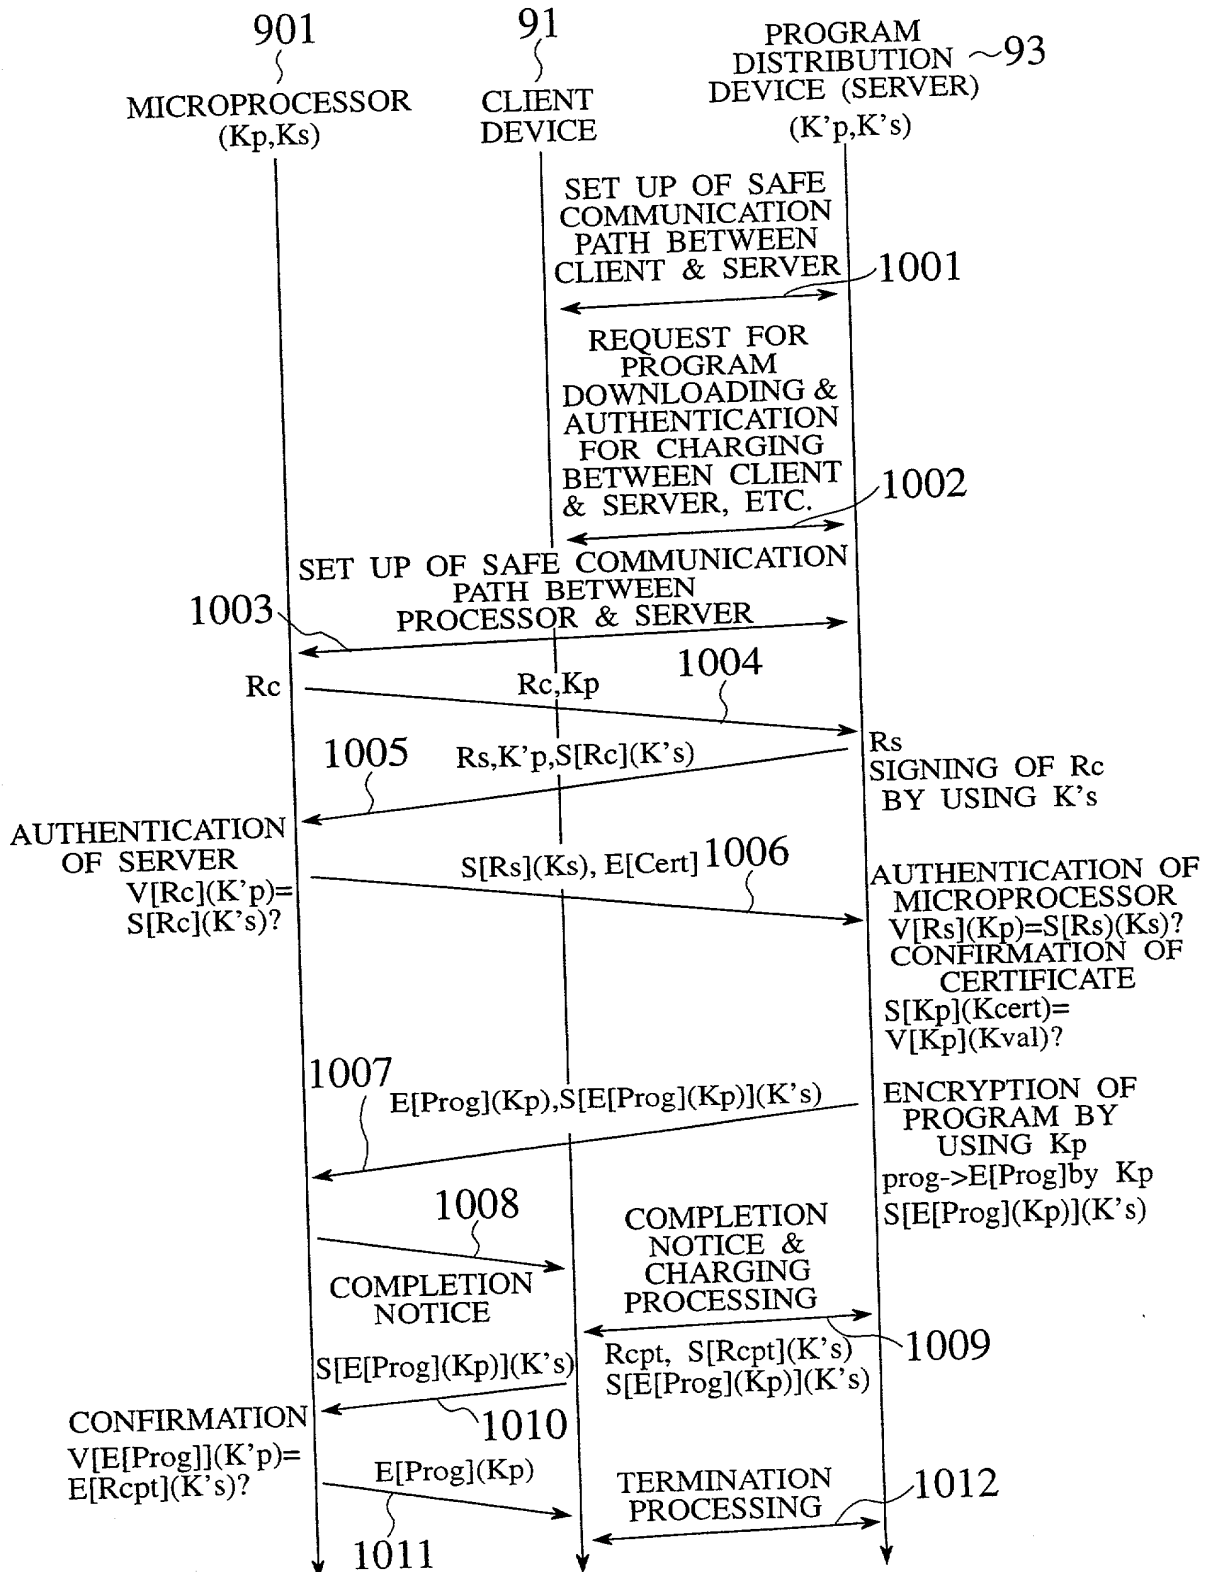 901
91
PROGRAM
DISTRIBUTION
93
DEVICE (SERVER)
(K'p,K's)
MICROPROCESSOR
(Kp,Ks)
CLIENT
DEVICE
SET UP OF SAFE
COMMUNICATION
PATH BETWEEN
CLIENT & SERVER
1001
REQUEST FOR
PROGRAM
DOWNLOADING &
AUTHENTICATION
FOR CHARGING
BETWEEN CLIENT
& SERVER, ETC.
1002
SET UP OF SAFE COMMUNICATION
PATH BETWEEN
PROCESSOR & SERVER
1003
Rc
Rc,Kp
1004
Rs
SIGNING OF Rc
BY USING K's
1005
Rs,K'p,S[Rc](K's)
AUTHENTICATION
OF SERVER
V[Rc](K'p)=
S[Rc](K's)?
S[Rs](Ks), E[Cert]
1006
AUTHENTICATION OF
MICROPROCESSOR
V[Rs](Kp)=S[Rs)(Ks)?
CONFIRMATION OF
CERTIFICATE
S[Kp](Kcert)=
V[Kp](Kval)?
1007
E[Prog](Kp),S[E[Prog](Kp)](K's)
ENCRYPTION OF
PROGRAM BY
USING Kp
prog->E[Prog]by Kp
S[E[Prog](Kp)](K's)
1008
COMPLETION
NOTICE
COMPLETION
NOTICE &
CHARGING
PROCESSING
1009
Rcpt, S[Rcpt](K's)
S[E[Prog](Kp)](K's)
S[E[Prog](Kp)](K's)
1010
CONFIRMATION
V[E[Prog]](K'p)=
E[Rcpt](K's)?
E[Prog](Kp)
1011
TERMINATION
PROCESSING
1012